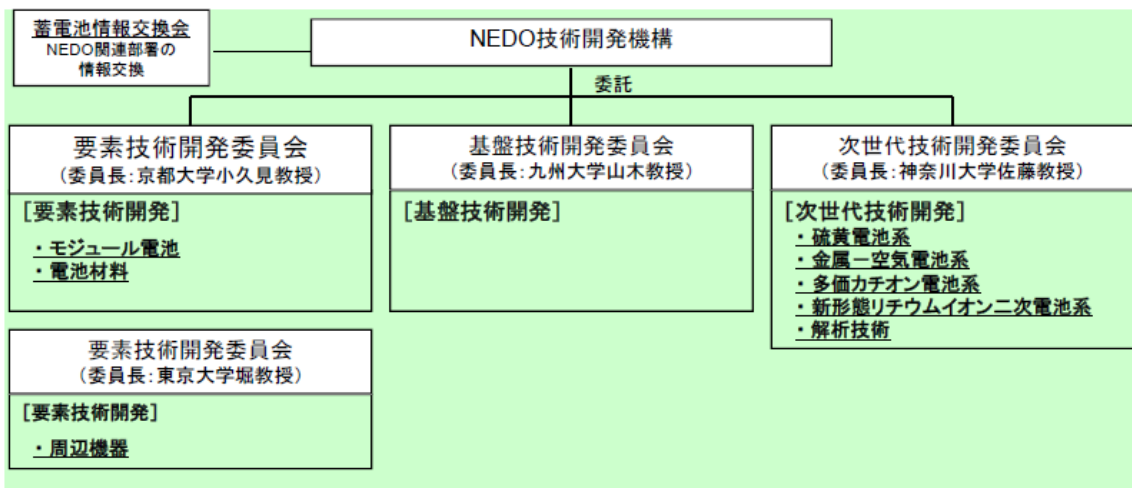 蓄電池情報交換会
NEDO関連部署の
情報交換
NEDO技術開発機構
委託
要素技術開発委員会
(委員長:京都大学小久見教授)
[要素技術開発]
・モジュール電池
・電池材料
基盤技術開発委員会
(委員長:九州大学山木教授)
[基盤技術開発]
次世代技術開発委員会
(委員長:神奈川大学佐藤教授)
[次世代技術開発]
・硫黄電池系
・金属－空気電池系
・多価カチオン電池系
・新形態リチウムイオン二次電池系
・解析技術
要素技術開発委員会
(委員長:東京大学堀教授)
[要素技術開発]
・周辺機器